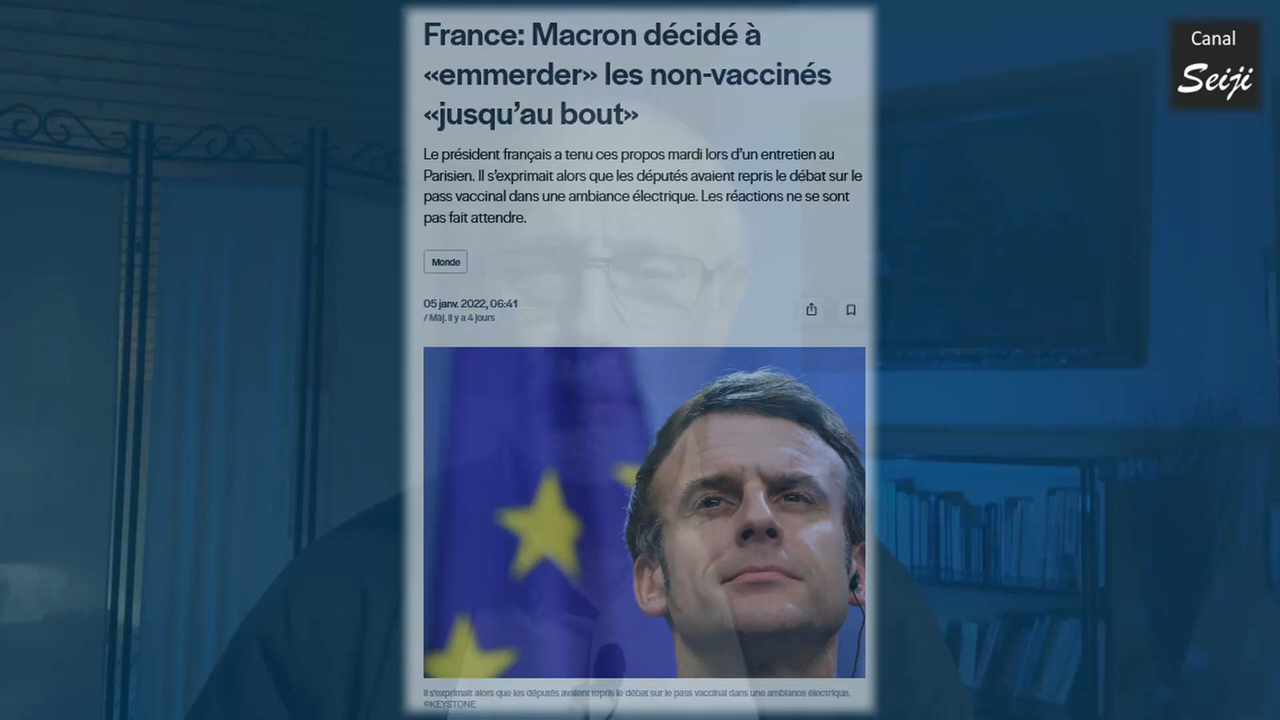 France: Macron décidé à
«emmerder» les non-vaccinés
«jusqu’au bout»
Le président français a tenu ces propos mardi lors d’un entretien au
Parisien. Il s’exprimait alors que les députés avaient repris le débat sur le
pass vaccinal dans une ambiance électrique. Les réactions ne se sont
pas fait attendre.
Monde
05 janv. 2022, 06:41
/ Màj. il y a 4 jours
Il s’exprimait alors que les députés avaient repris le débat sur le pass vaccinal dans une ambiance électrique.
©KEYSTONE
Canal
Seiji